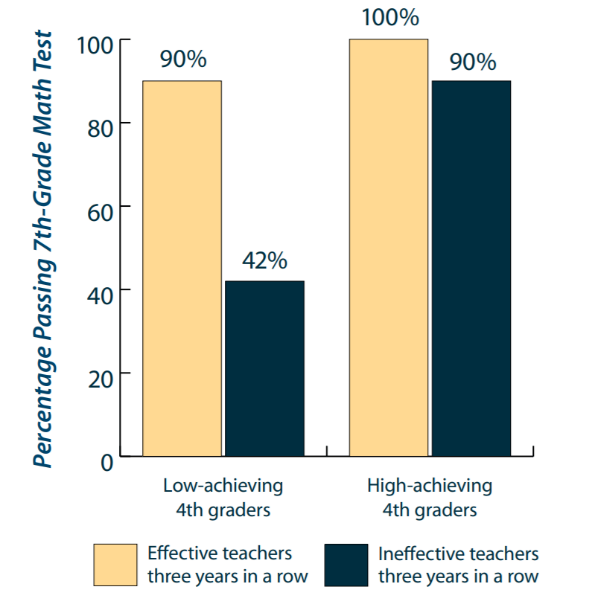 Percentage Passing 7th-Grade Math Test
100
80
60
40
20
0
90%
42%
100%
90%
Low-achieving
4th graders
High-achieving
4th graders
Effective teachers
three years in a row
Ineffective teachers
three years in a row